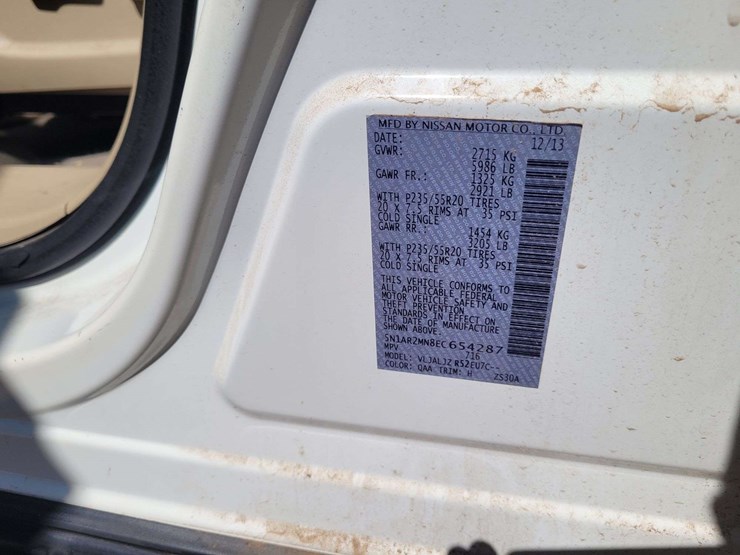 MFD BY NISSAN MOTOR CO., LTD.
DATE: 12/13
GVWR: 2715 KG
5986 LB
GAWR FR.: 1325 KG
2921 LB
WITH P235/55R20 TIRES
20 X 7.5 RIMS AT 35 PSI
COLD SINGLE
GAWR RR.: 1454 KG
3205 LB
WITH P235/55R20 TIRES
20 X 7.5 RIMS AT 35 PSI
COLD SINGLE
THIS VEHICLE CONFORMS TO
ALL APPLICABLE FEDERAL
MOTOR VEHICLE SAFETY AND
THEFT PREVENTION
STANDARDS IN EFFECT ON
THE DATE OF MANUFACTURE
SHOWN ABOVE.
5N1AR2MN8EC654287
MPV 716
MODEL: VLJALJZ R52EU7C--
COLOR: QAA TRIM: H 2S30A